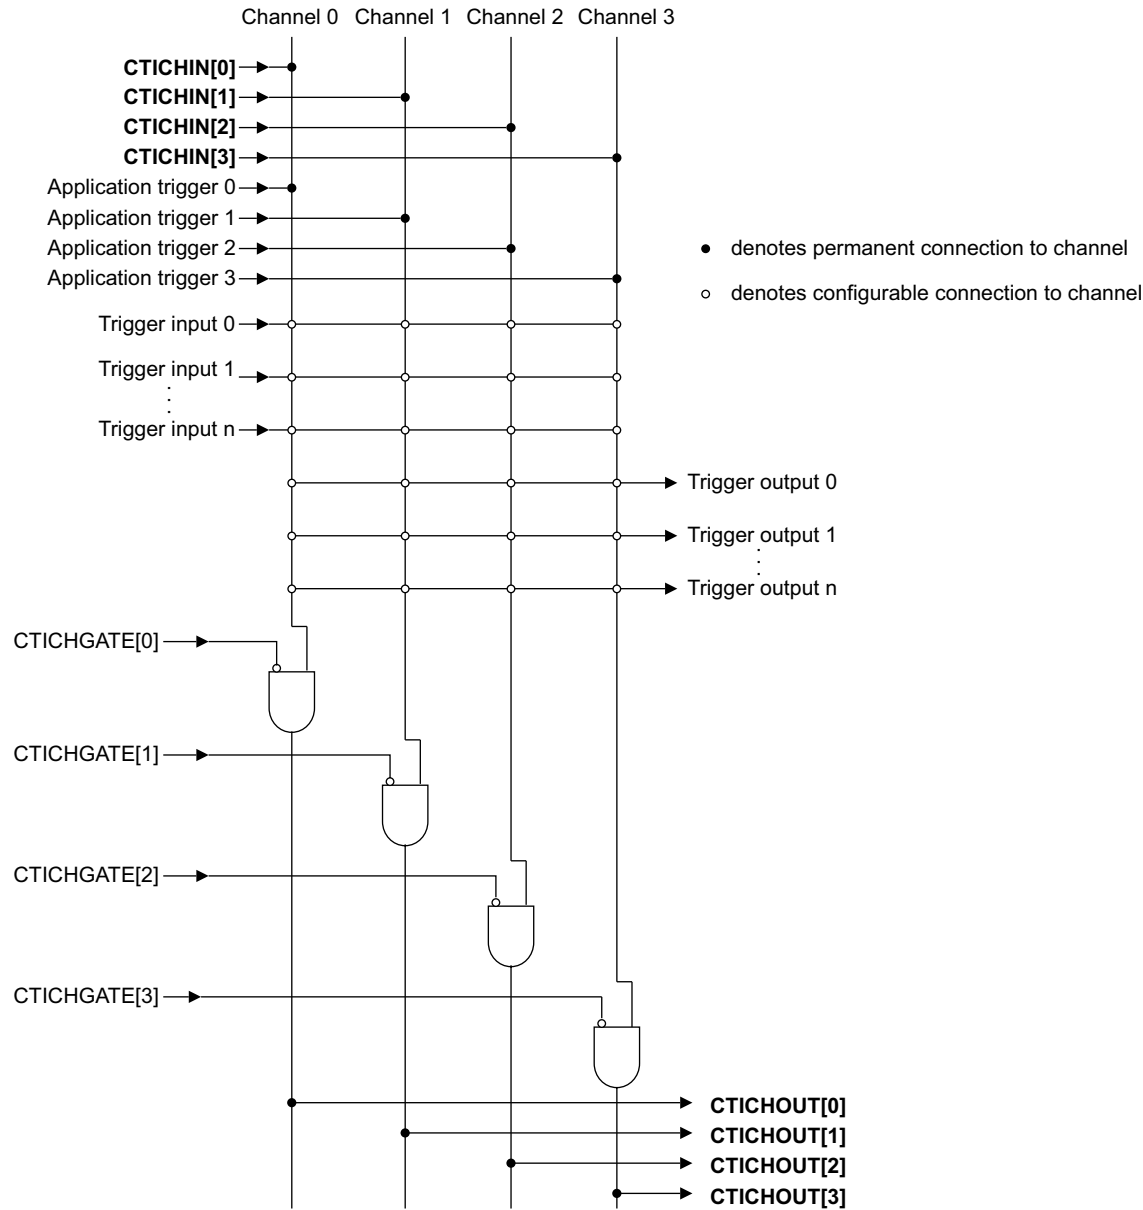 Channel 0 Channel 1 Channel 2 Channel 3
CTICHIN[0]
CTICHIN[1]
CTICHIN[2]
CTICHIN[3]
Application trigger 0
Application trigger 1
Application trigger 2
Application trigger 3
denotes permanent connection to channel
denotes configurable connection to channel
Trigger input 0
Trigger input 1
Trigger input n
Trigger output 0
Trigger output 1
Trigger output n
CTICHGATE[0]
CTICHGATE[1]
CTICHGATE[2]
CTICHGATE[3]
CTICHOUT[0]
CTICHOUT[1]
CTICHOUT[2]
CTICHOUT[3]